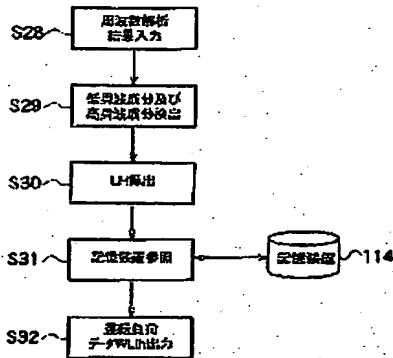 S28
周波数解析
結果入力
S29
低周波成分及び
高周波成分検出
S30
LH算出
S31
記憶装置参照
記憶装置
114
S32
運転負荷
データWLlh出力